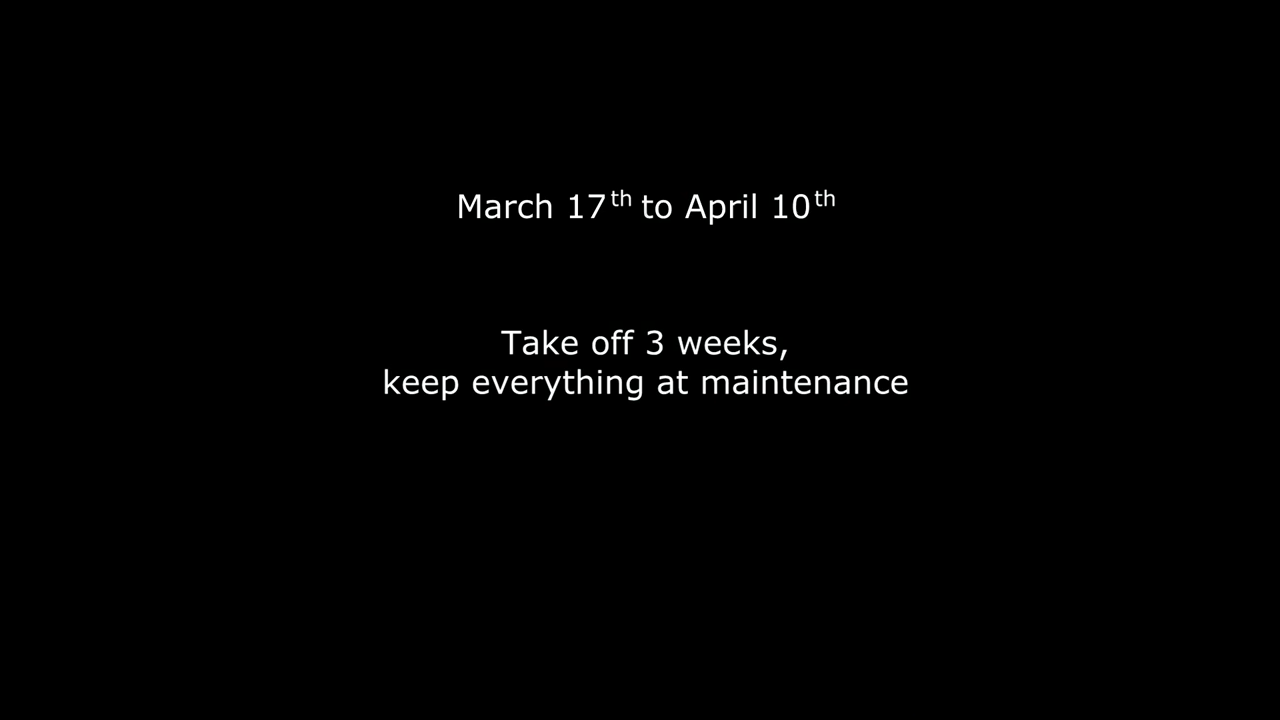 March 17th to April 10th
Take off 3 weeks,
keep everything at maintenance